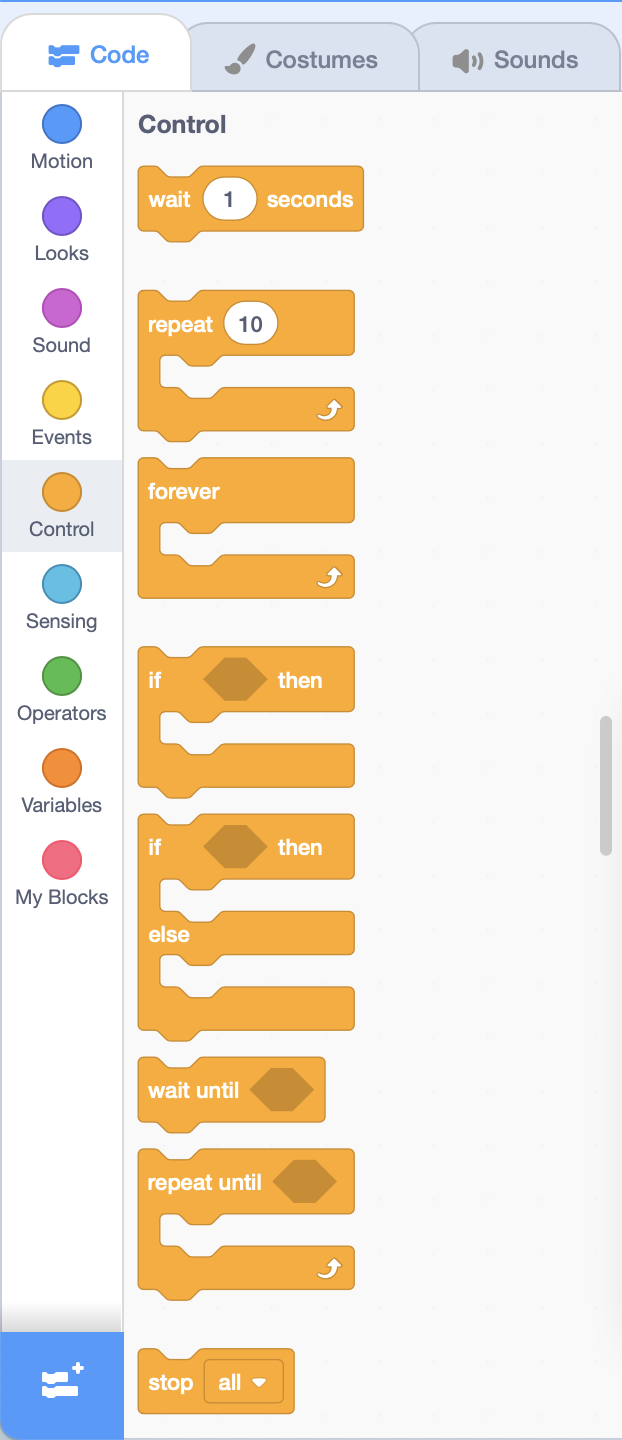 Code
Costumes
Sounds
Motion
Looks
Sound
Events
Control
Sensing
Operators
Variables
My Blocks
Control
wait 1 seconds
repeat 10
forever
if then
if then
else
wait until
repeat until
stop all